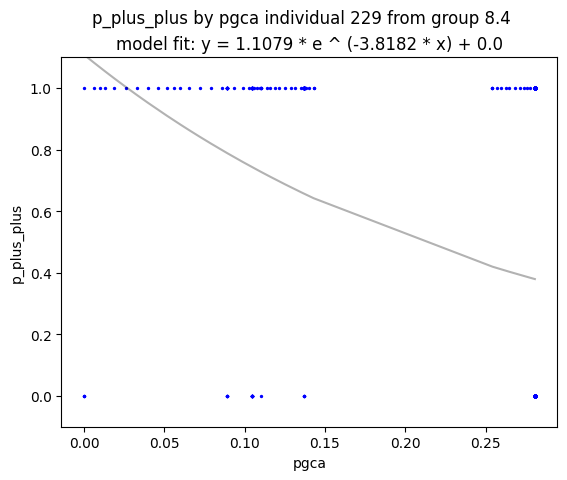 p_plus_plus by pgca individual 229 from group 8.4
model fit: y = 1.1079 * e ^ (-3.8182 * x) + 0.0
1.0
0.8
0.6
0.4
0.2
0.0
p_plus_plus
0.00 0.05 0.10 0.15 0.20 0.25
pgca